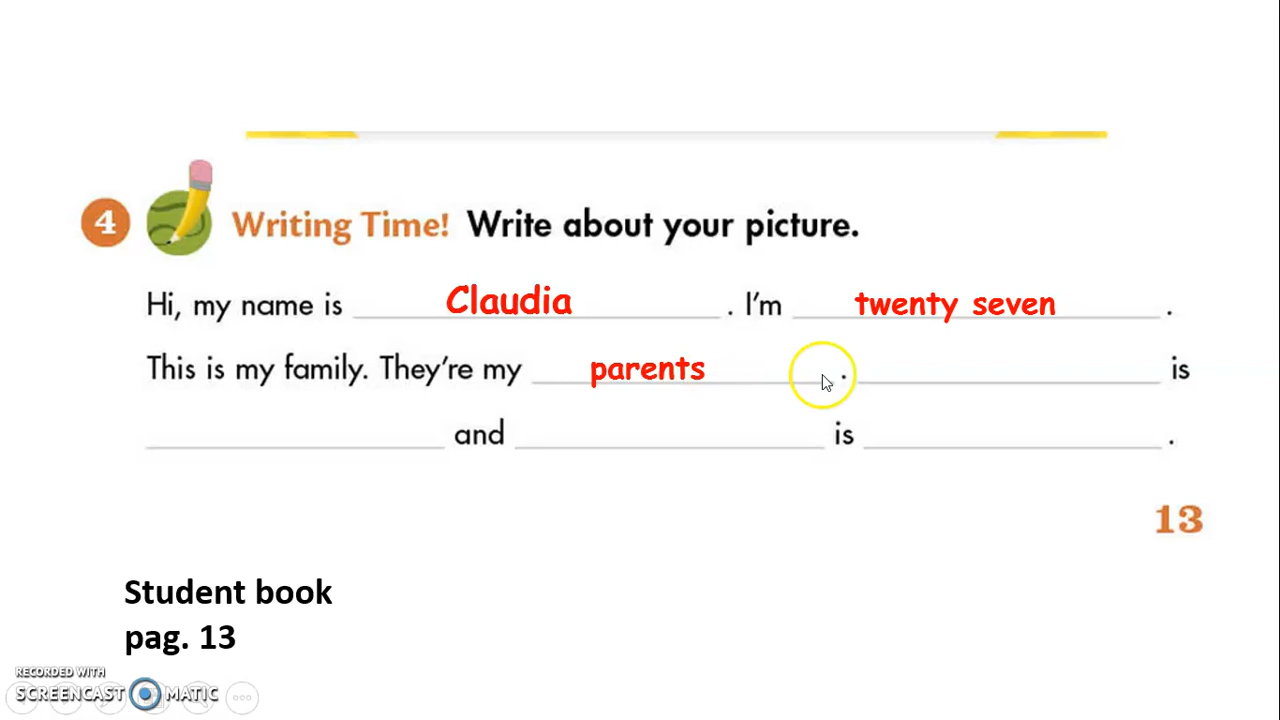 4 Writing Time! Write about your picture.
Hi, my name is Claudia . I'm twenty seven .
This is my family. They're my parents . is
and is .
13
Student book
pag. 13
RECORDED WITH
SCREENCAST MATIC